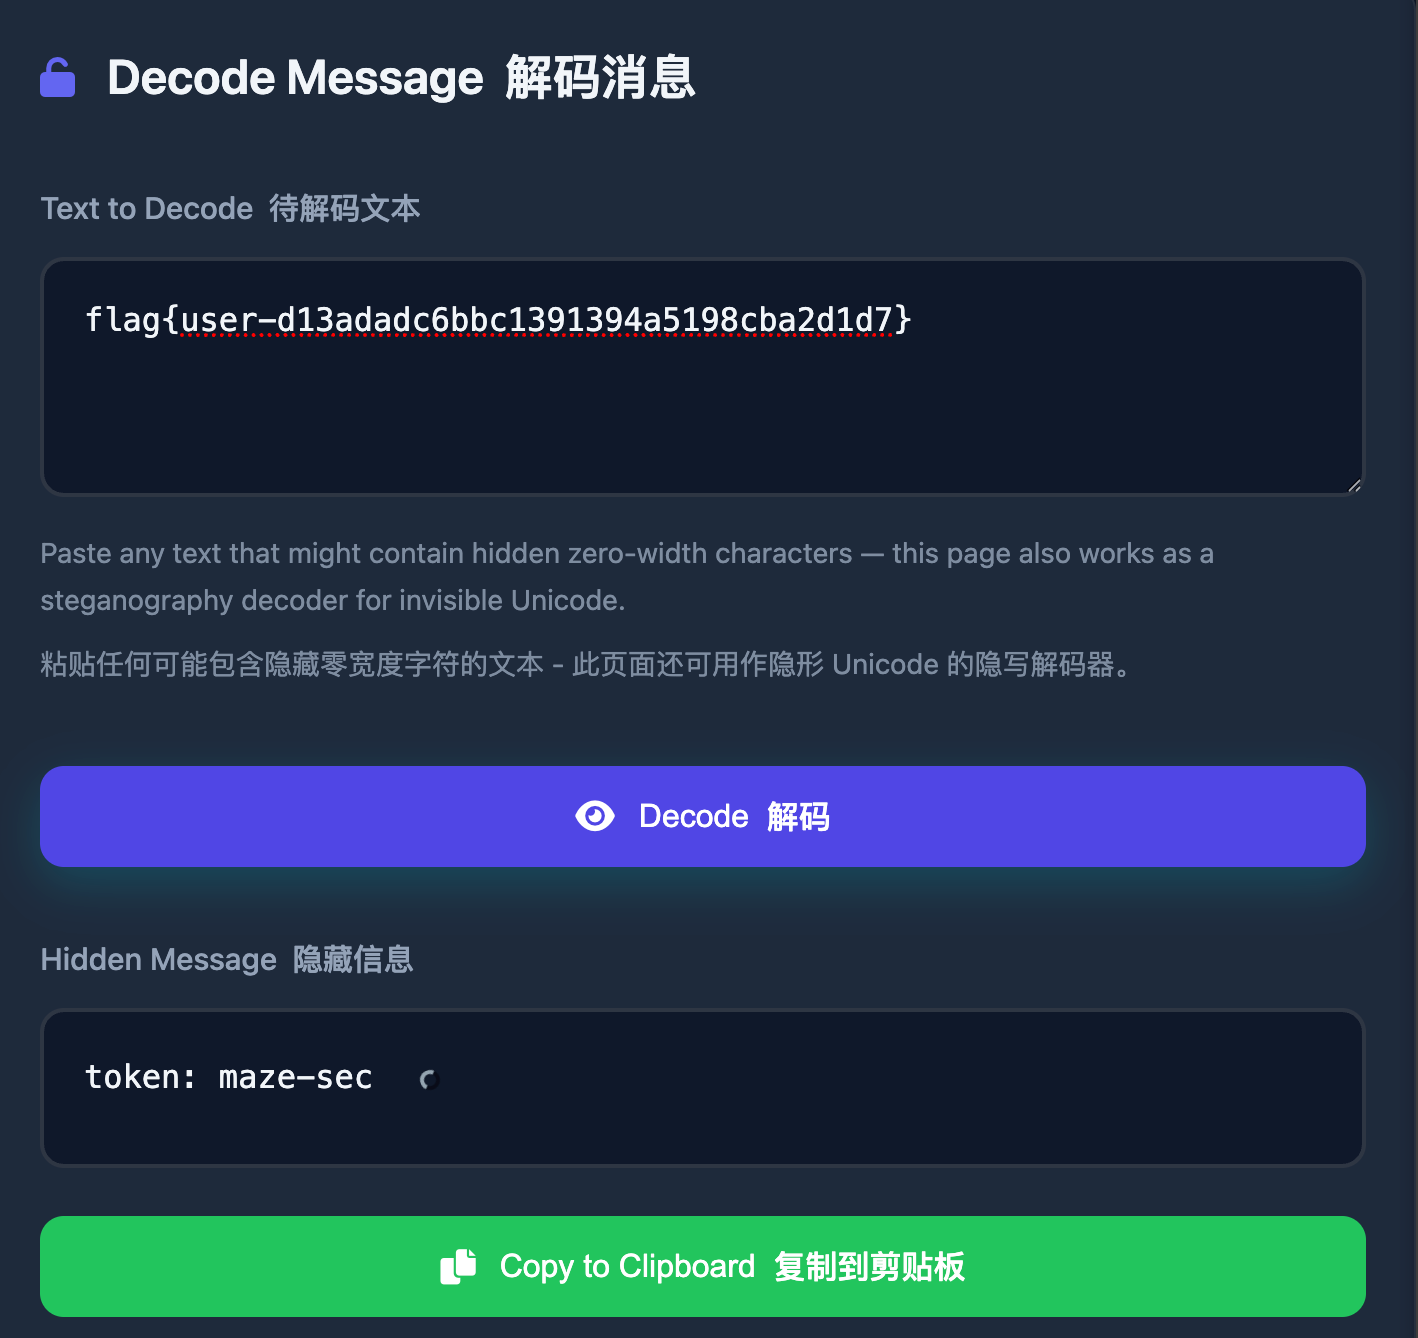 Decode Message 解码消息
Text to Decode 待解码文本
flag{user-d13adadc6bbc1391394a5198cba2d1d7}
Paste any text that might contain hidden zero-width characters — this page also works as a
steganography decoder for invisible Unicode.
粘贴任何可能包含隐藏零宽度字符的文本 - 此页面还可用作隐形 Unicode 的隐写解码器。
Decode 解码
Hidden Message 隐藏信息
token: maze-sec
Copy to Clipboard 复制到剪贴板